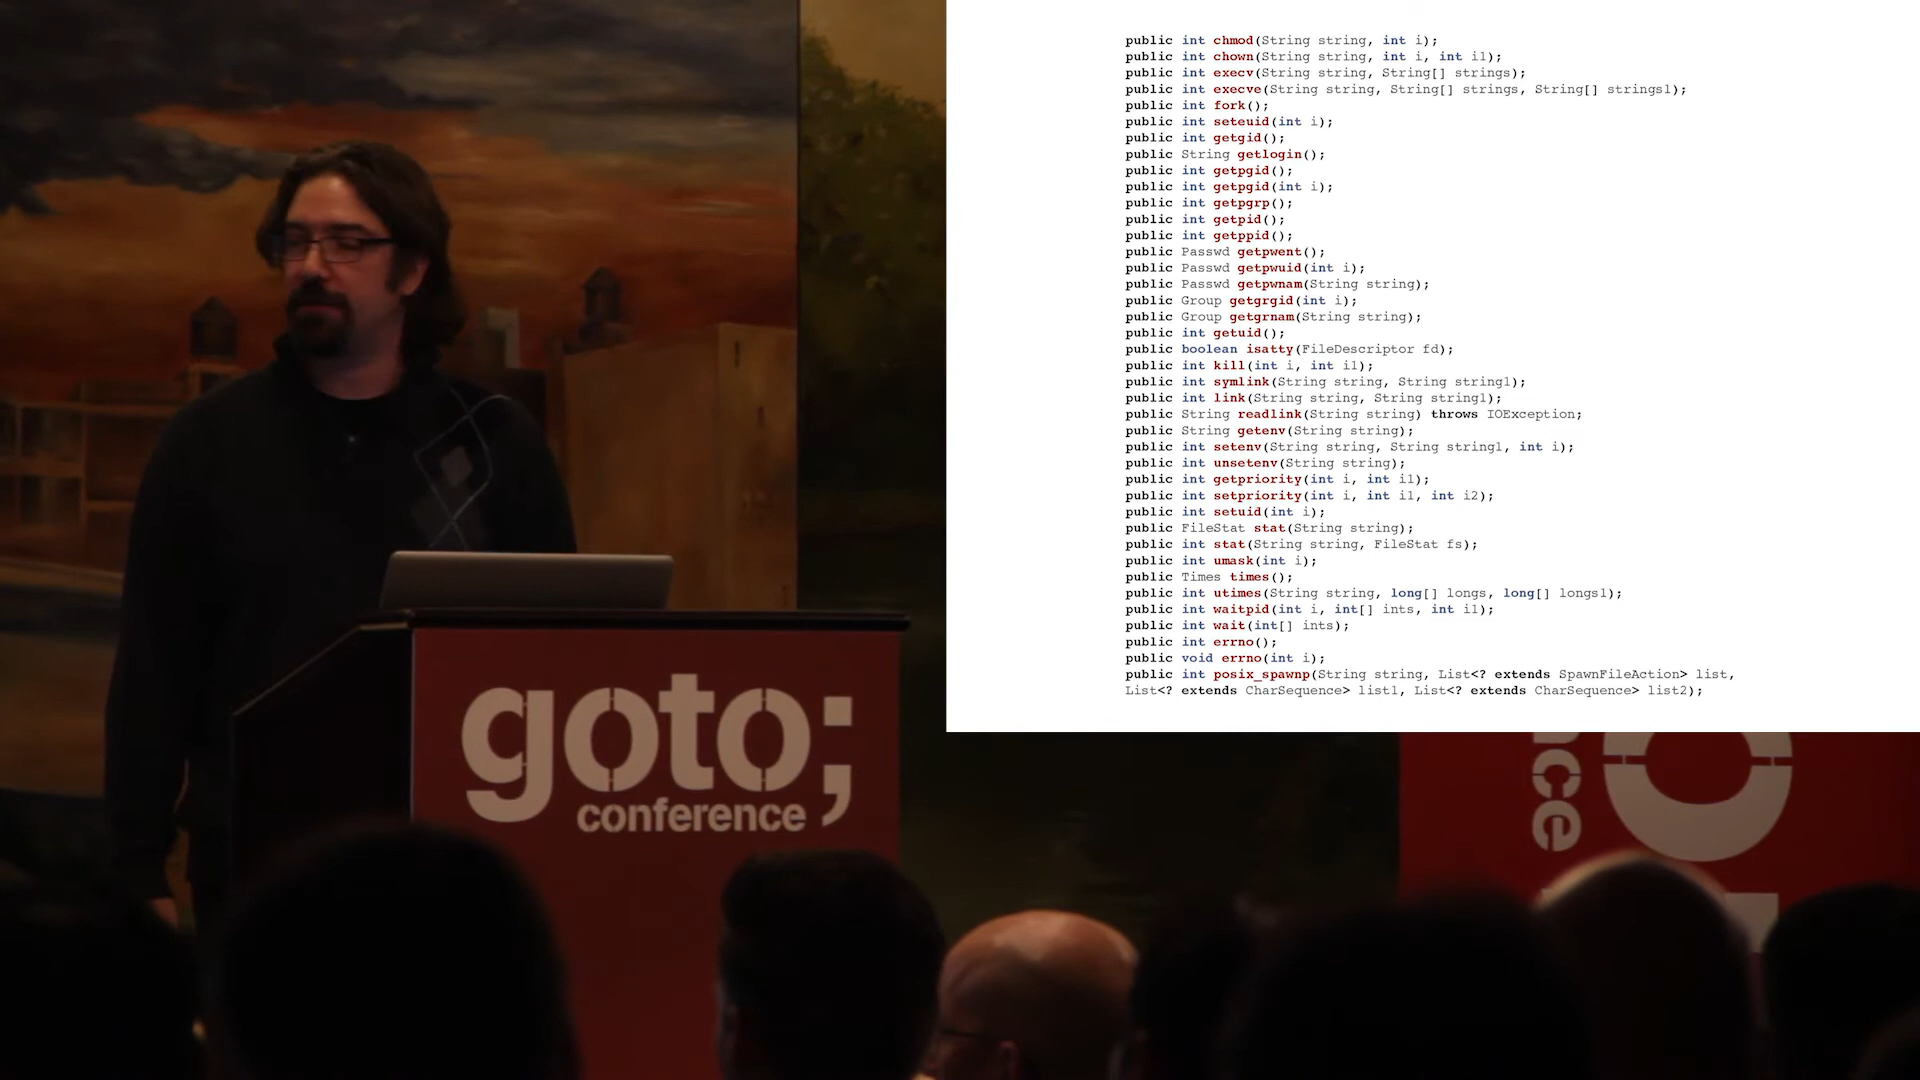 public int chmod(String string, int i);
public int chown(String string, int i, int i1);
public int execv(String string, String[] strings);
public int execve(String string, String[] strings, String[] strings1);
public int fork();
public int seteuid(int i);
public int getgid();
public String getlogin();
public int getpgid();
public int getpgid(int i);
public int getpgrp();
public int getpid();
public int getppid();
public Passwd getpwent();
public Passwd getpwuid(int i);
public Passwd getpwnam(String string);
public Group getgrgid(int i);
public Group getgrnam(String string);
public int getuid();
public boolean isatty(FileDescriptor fd);
public int kill(int i, int i1);
public int symlink(String string, String string1);
public int link(String string, String string1);
public String readlink(String string) throws IOException;
public String getenv(String string);
public int setenv(String string, String string1, int i);
public int unsetenv(String string);
public int getpriority(int i, int i1);
public int setpriority(int i, int i1, int i2);
public int setuid(int i);
public FileStat stat(String string);
public int stat(String string, FileStat fs);
public int umask(int i);
public Times times();
public int utimes(String string, long[] longs, long[] longs1);
public int waitpid(int i, int[] ints, int i1);
public int wait(int[] ints);
public int errno();
public void errno(int i);
public int posix_spawnp(String string, List<? extends SpawnFileAction> list,
List<? extends CharSequence> list1, List<? extends CharSequence> list2);
goto;
conference